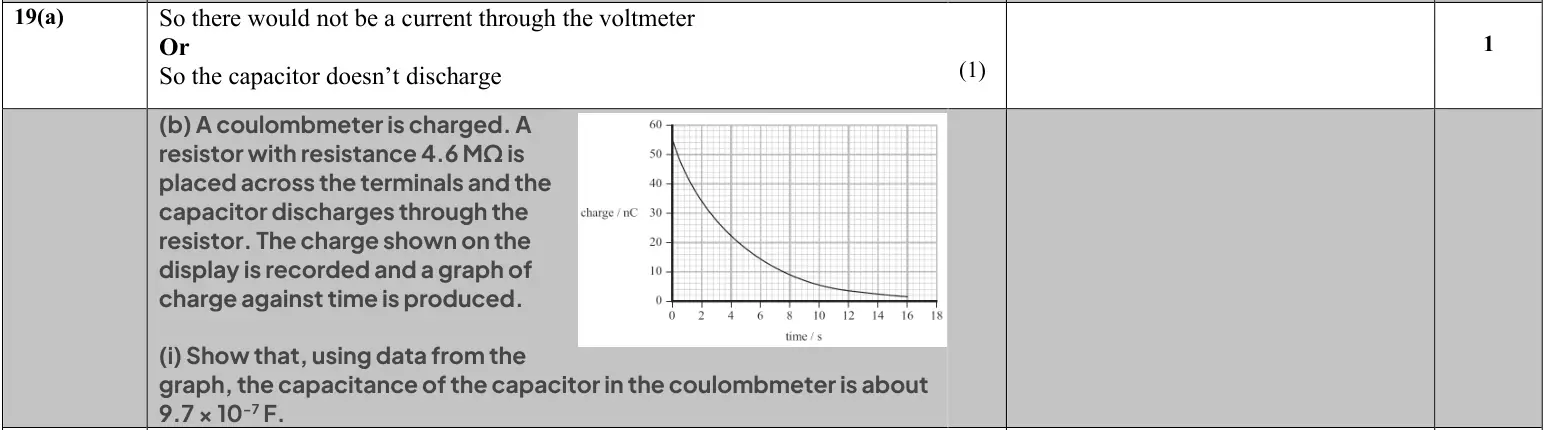 19(a)
So there would not be a current through the voltmeter
Or
So the capacitor doesn’t discharge
(1)
1
(b) A coulombmeter is charged. A
resistor with resistance 4.6 MΩ is
placed across the terminals and the
capacitor discharges through the
resistor. The charge shown on the
display is recorded and a graph of
charge against time is produced.
60
50
40
charge / nC 30
20
10
0
0 2 4 6 8 10 12 14 16 18
time / s
(i) Show that, using data from the
graph, the capacitance of the capacitor in the coulombmeter is about
9.7 × 10⁻⁷ F.